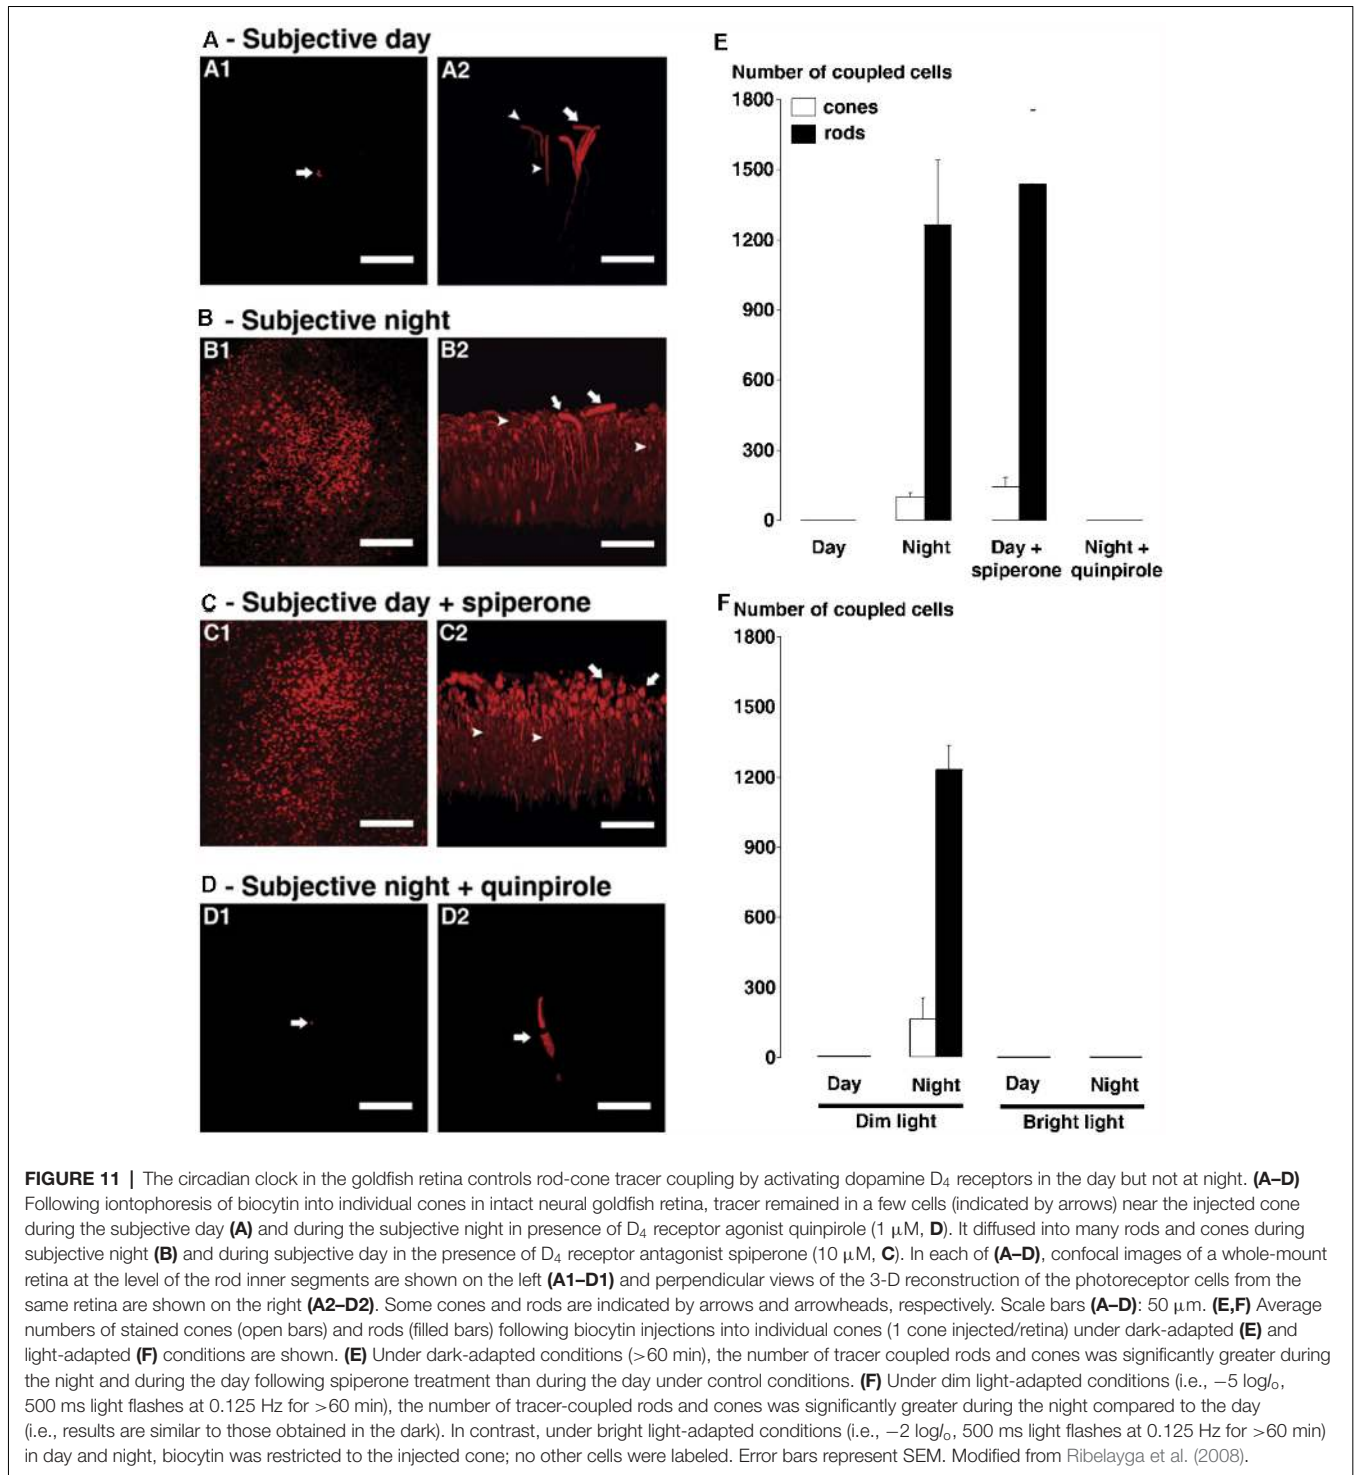 A - Subjective day
A1
A2
B - Subjective night
B1
B2
C - Subjective day + spiperone
C1
C2
D - Subjective night + quinpirole
D1
D2
E
Number of coupled cells
1800
cones
rods
1500
1200
900
600
300
0
Day
Night
Day +
spiperone
Night +
quinpirole
F
Number of coupled cells
1800
1500
1200
900
600
300
0
Day
Night
Day
Night
Dim light
Bright light
FIGURE 11 | The circadian clock in the goldfish retina controls rod-cone tracer coupling by activating dopamine D₄ receptors in the day but not at night. (A–D)
Following iontophoresis of biocytin into individual cones in intact neural goldfish retina, tracer remained in a few cells (indicated by arrows) near the injected cone
during the subjective day (A) and during the subjective night in presence of D₄ receptor agonist quinpirole (1 μM, D). It diffused into many rods and cones during
subjective night (B) and during subjective day in the presence of D₄ receptor antagonist spiperone (10 μM, C). In each of (A–D), confocal images of a whole-mount
retina at the level of the rod inner segments are shown on the left (A1–D1) and perpendicular views of the 3-D reconstruction of the photoreceptor cells from the
same retina are shown on the right (A2–D2). Some cones and rods are indicated by arrows and arrowheads, respectively. Scale bars (A–D): 50 μm. (E,F) Average
numbers of stained cones (open bars) and rods (filled bars) following biocytin injections into individual cones (1 cone injected/retina) under dark-adapted (E) and
light-adapted (F) conditions are shown. (E) Under dark-adapted conditions (>60 min), the number of tracer coupled rods and cones was significantly greater during
the night and during the day following spiperone treatment than during the day under control conditions. (F) Under dim light-adapted conditions (i.e., −5 logIₒ,
500 ms light flashes at 0.125 Hz for >60 min), the number of tracer-coupled rods and cones was significantly greater during the night compared to the day
(i.e., results are similar to those obtained in the dark). In contrast, under bright light-adapted conditions (i.e., −2 logIₒ, 500 ms light flashes at 0.125 Hz for >60 min)
in day and night, biocytin was restricted to the injected cone; no other cells were labeled. Error bars represent SEM. Modified from Ribelayga et al. (2008).